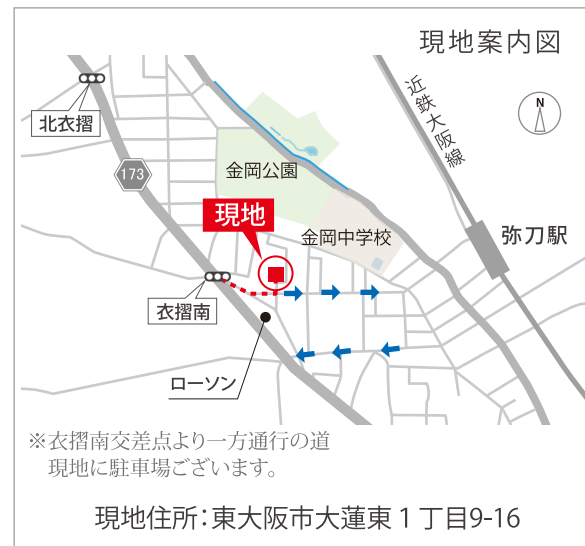 現地案内図
近鉄大阪線
N
北衣摺
173
金岡公園
現地
金岡中学校
弥刀駅
衣摺南
ローソン
※衣摺南交差点より一方通行の道
現地に駐車場ございます。
現地住所:東大阪市大蓮東1丁目9-16